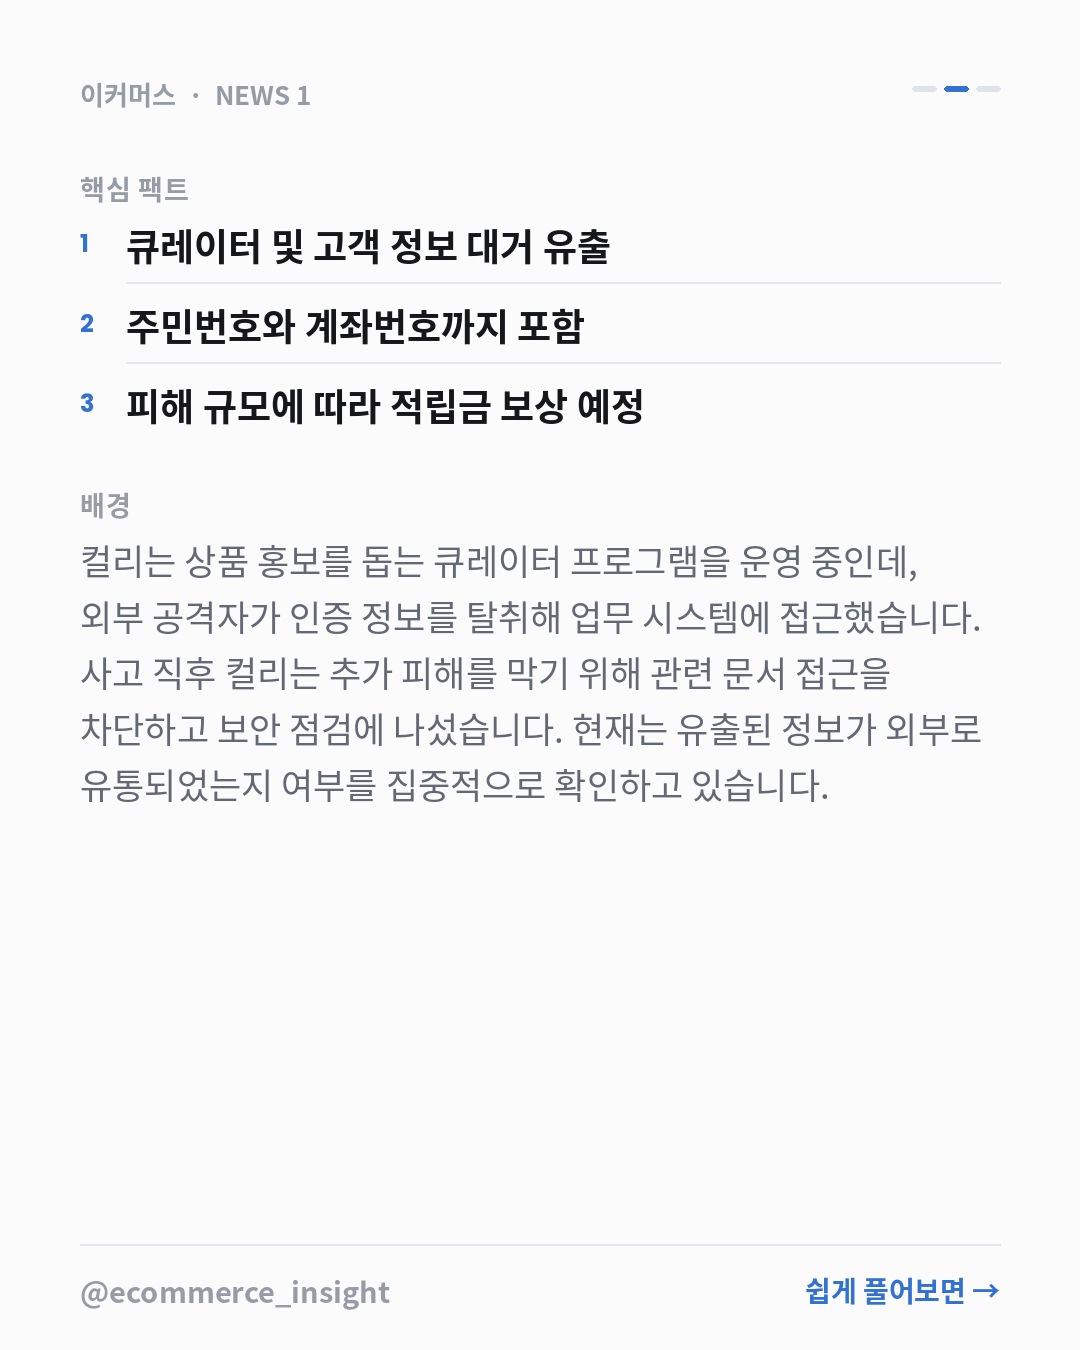 이커머스 · NEWS 1
핵심 팩트
1 큐레이터 및 고객 정보 대거 유출
2 주민번호와 계좌번호까지 포함
3 피해 규모에 따라 적립금 보상 예정
배경
컬리는 상품 홍보를 돕는 큐레이터 프로그램을 운영 중인데,
외부 공격자가 인증 정보를 탈취해 업무 시스템에 접근했습니다.
사고 직후 컬리는 추가 피해를 막기 위해 관련 문서 접근을
차단하고 보안 점검에 나섰습니다. 현재는 유출된 정보가 외부로
유통되었는지 여부를 집중적으로 확인하고 있습니다.
@ecommerce_insight
쉽게 풀어보면 →